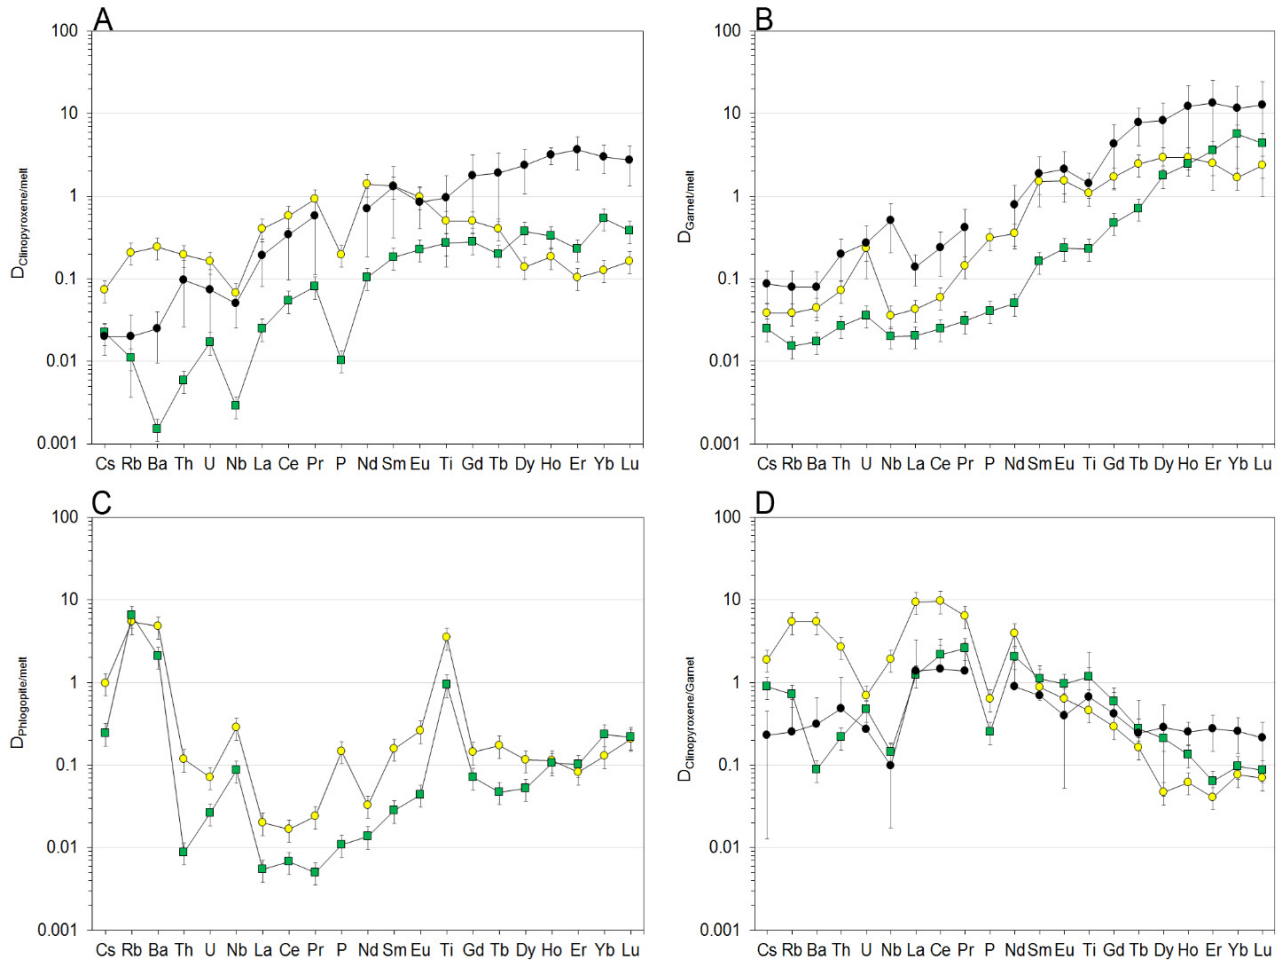 A
100
10
1
0.1
0.01
0.001
D Clinopyroxene/melt
Cs Rb Ba Th U Nb La Ce Pr P Nd Sm Eu Ti Gd Tb Dy Ho Er Yb Lu
B
100
10
1
0.1
0.01
0.001
D Garnet/melt
Cs Rb Ba Th U Nb La Ce Pr P Nd Sm Eu Ti Gd Tb Dy Ho Er Yb Lu
C
100
10
1
0.1
0.01
0.001
D Phlogopite/melt
Cs Rb Ba Th U Nb La Ce Pr P Nd Sm Eu Ti Gd Tb Dy Ho Er Yb Lu
D
100
10
1
0.1
0.01
0.001
D Clinopyroxene/Garnet
Cs Rb Ba Th U Nb La Ce Pr P Nd Sm Eu Ti Gd Tb Dy Ho Er Yb Lu